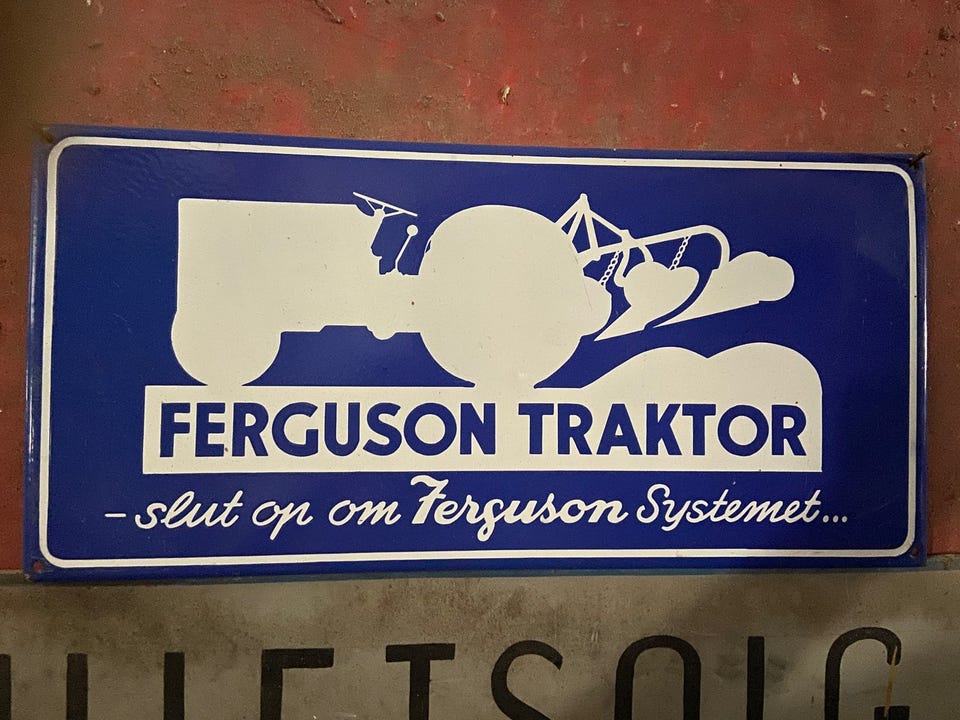 FERGUSON TRAKTOR
– slut op om Ferguson Systemet...